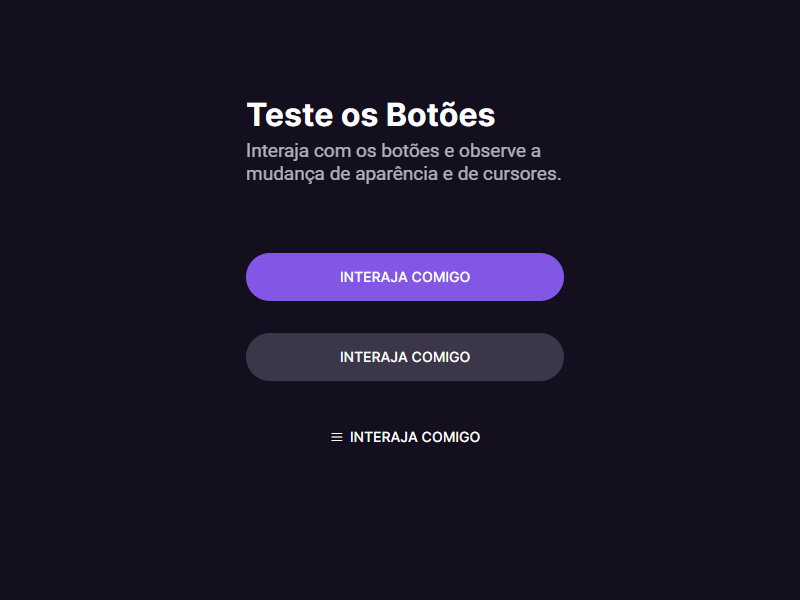 Teste os Botões
Interaja com os botões e observe a
mudança de aparência e de cursores.
INTERAJA COMIGO
INTERAJA COMIGO
INTERAJA COMIGO